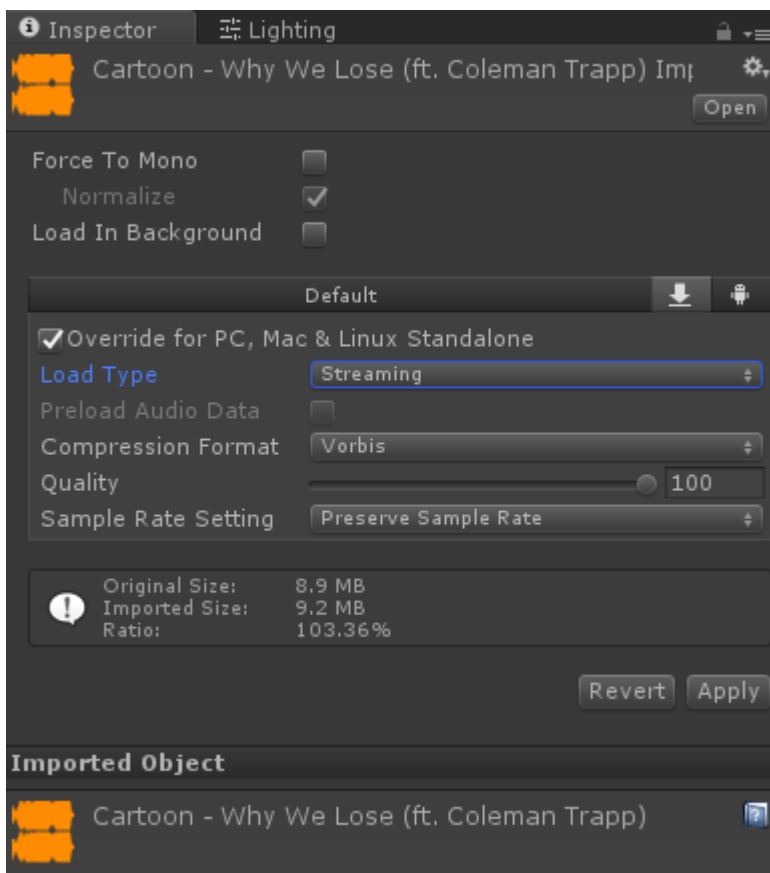 Inspector Lighting
Cartoon - Why We Lose (ft. Coleman Trapp) Imp
Open
Force To Mono
Normalize
Load In Background
Default
Override for PC, Mac & Linux Standalone
Load Type Streaming
Preload Audio Data
Compression Format Vorbis
Quality 100
Sample Rate Setting Preserve Sample Rate
Original Size: 8.9 MB
Imported Size: 9.2 MB
Ratio: 103.36%
Revert Apply
Imported Object
Cartoon - Why We Lose (ft. Coleman Trapp)